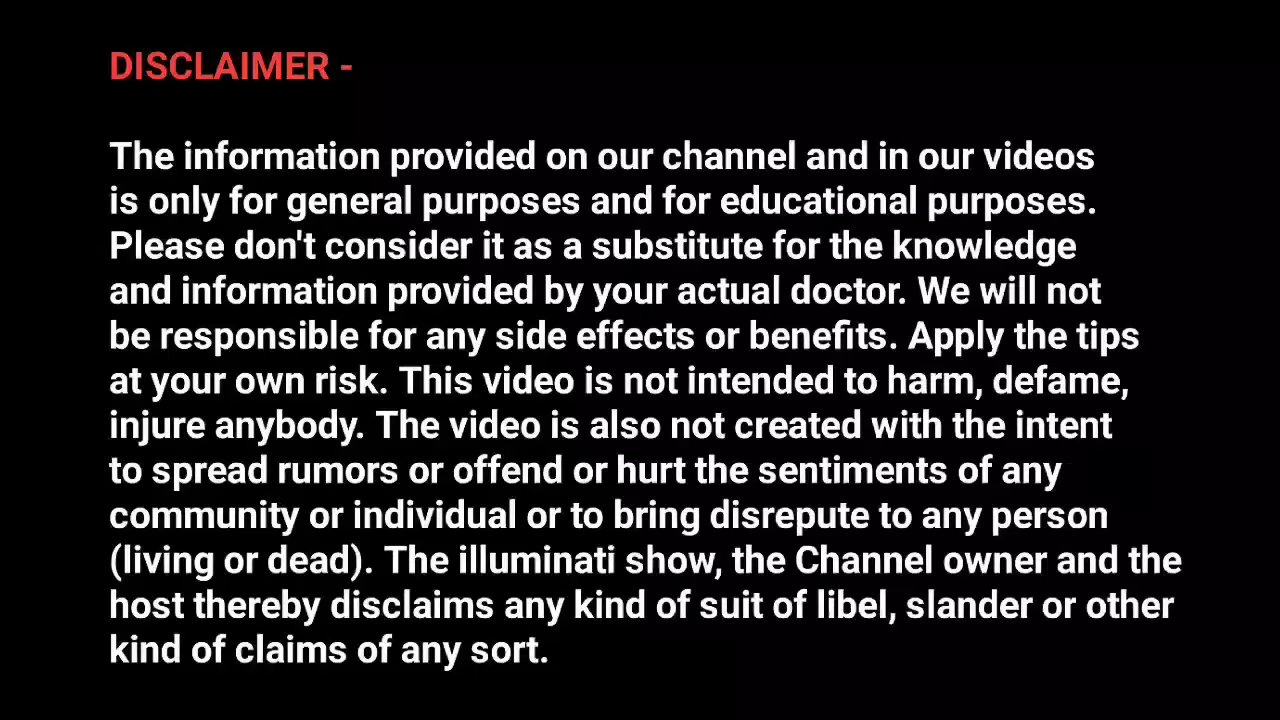 DISCLAIMER -
The information provided on our channel and in our videos
is only for general purposes and for educational purposes.
Please don't consider it as a substitute for the knowledge
and information provided by your actual doctor. We will not
be responsible for any side effects or benefits. Apply the tips
at your own risk. This video is not intended to harm, defame,
injure anybody. The video is also not created with the intent
to spread rumors or offend or hurt the sentiments of any
community or individual or to bring disrepute to any person
(living or dead). The illuminati show, the Channel owner and the
host thereby disclaims any kind of suit of libel, slander or other
kind of claims of any sort.